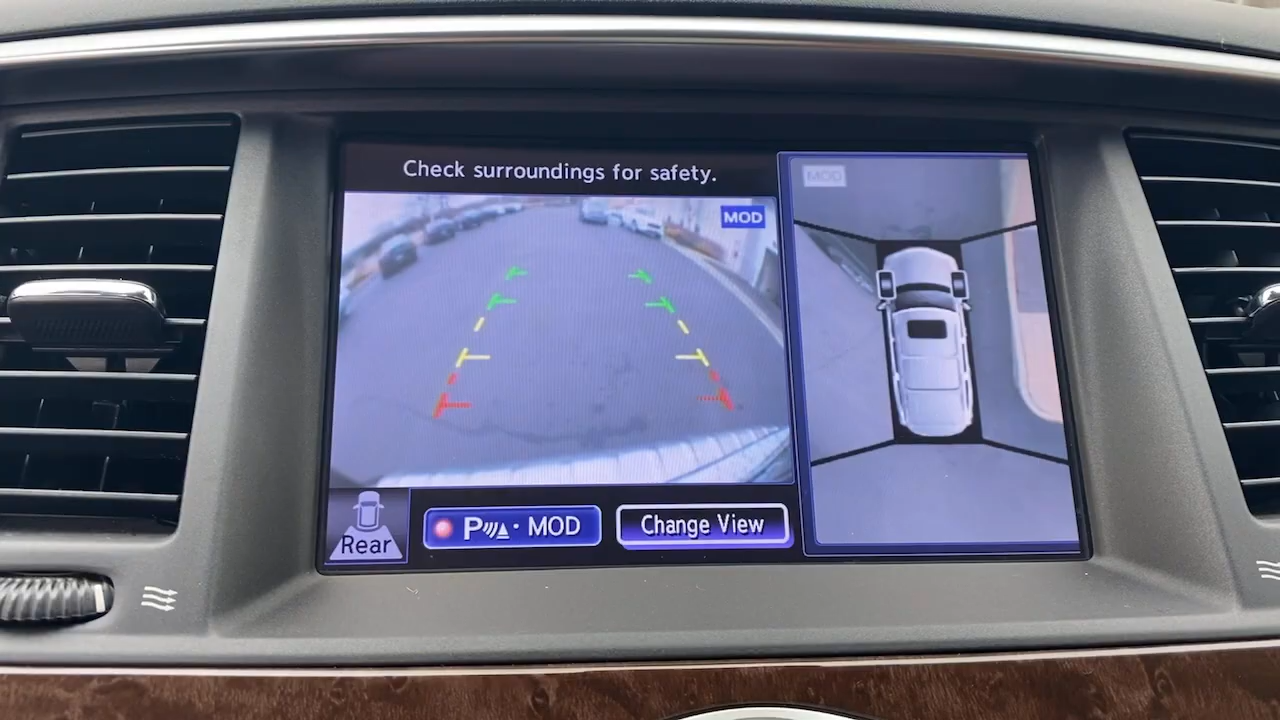 Check surroundings for safety.
MOD
MOD
Rear
P · MOD
Change View